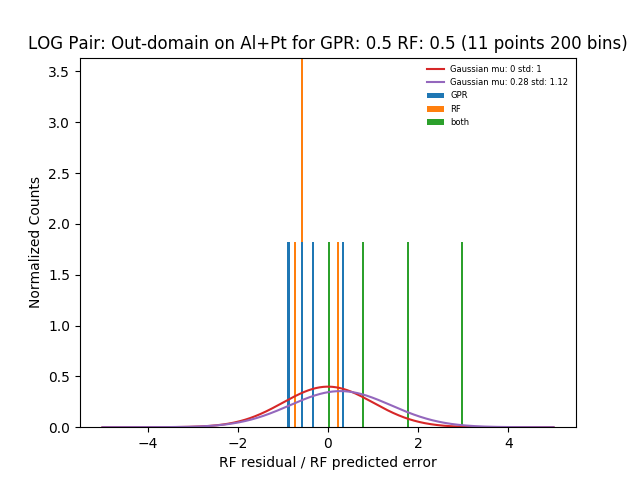 LOG Pair: Out-domain on Al+Pt for GPR: 0.5 RF: 0.5 (11 points 200 bins)
Gaussian mu: 0 std: 1
Gaussian mu: 0.28 std: 1.12
GPR
RF
both
Normalized Counts
3.5
3.0
2.5
2.0
1.5
1.0
0.5
0.0
−4
−2
0
2
4
RF residual / RF predicted error